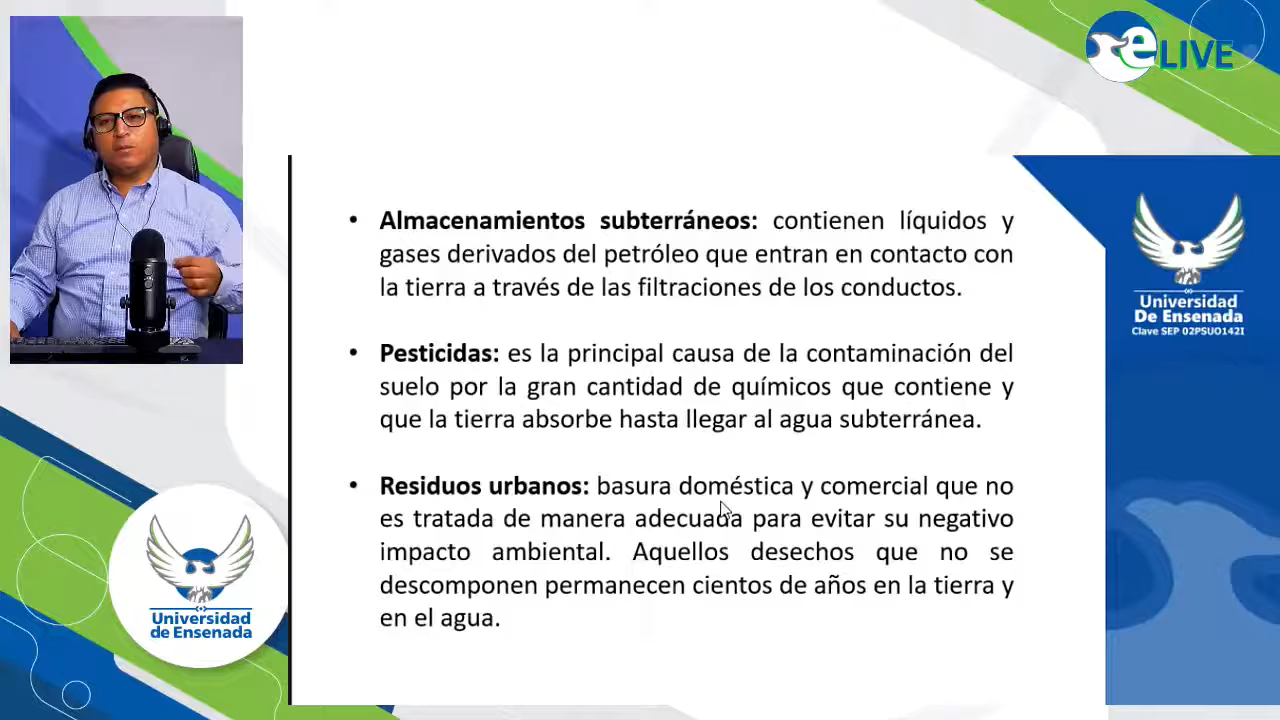 e LIVE
• Almacenamientos subterráneos: contienen líquidos y
gases derivados del petróleo que entran en contacto con
la tierra a través de las filtraciones de los conductos.
• Pesticidas: es la principal causa de la contaminación del
suelo por la gran cantidad de químicos que contiene y
que la tierra absorbe hasta llegar al agua subterránea.
• Residuos urbanos: basura doméstica y comercial que no
es tratada de manera adecuada para evitar su negativo
impacto ambiental. Aquellos desechos que no se
descomponen permanecen cientos de años en la tierra y
en el agua.
Universidad
De Ensenada
Clave SEP 02PSU0142I
Universidad
de Ensenada